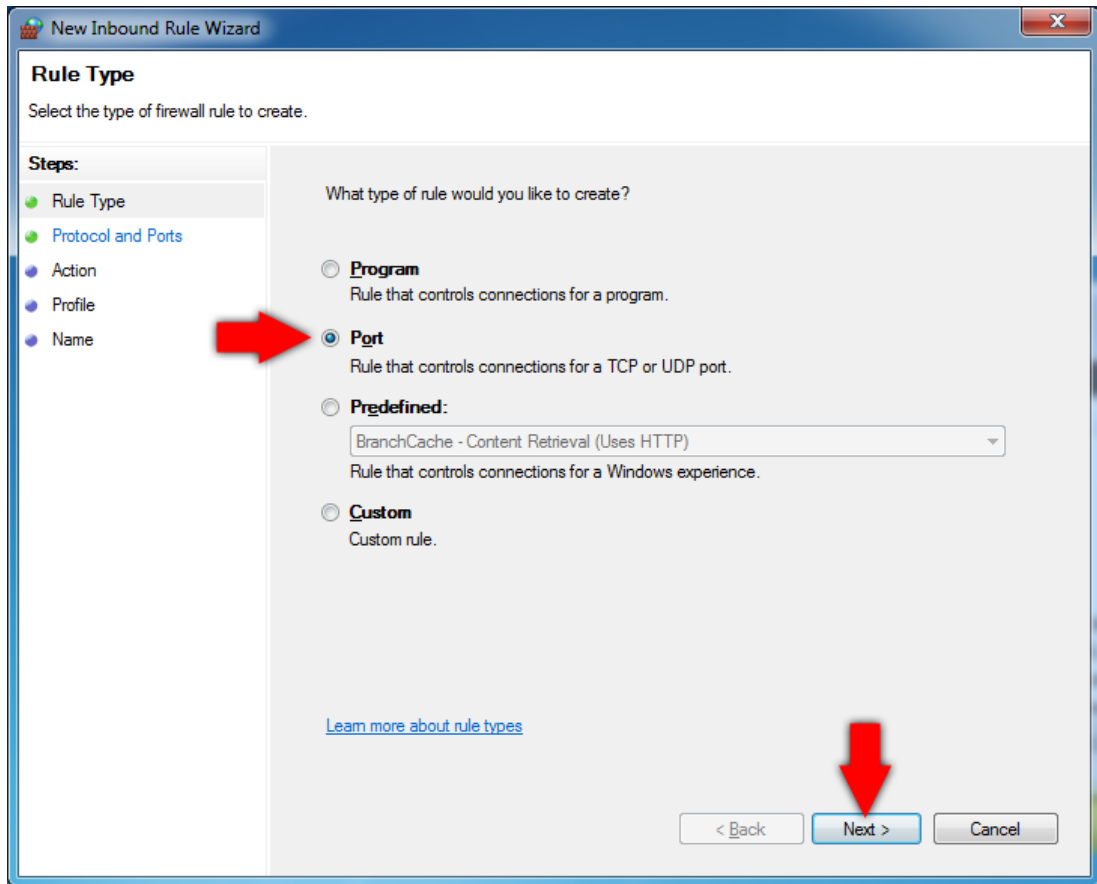 New Inbound Rule Wizard
x
Rule Type
Select the type of firewall rule to create.
Steps:
Rule Type
Protocol and Ports
Action
Profile
Name
What type of rule would you like to create?
Program
Rule that controls connections for a program.
Port
Rule that controls connections for a TCP or UDP port.
Predefined:
BranchCache - Content Retrieval (Uses HTTP)
Rule that controls connections for a Windows experience.
Custom
Custom rule.
Learn more about rule types
< Back
Next >
Cancel